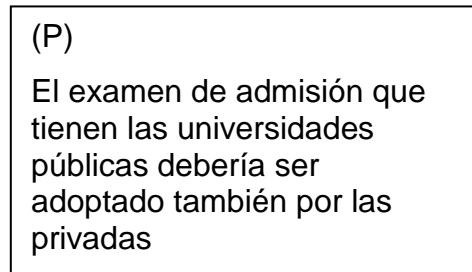 (P)
El examen de admisión que
tienen las universidades
públicas debería ser
adoptado también por las
privadas